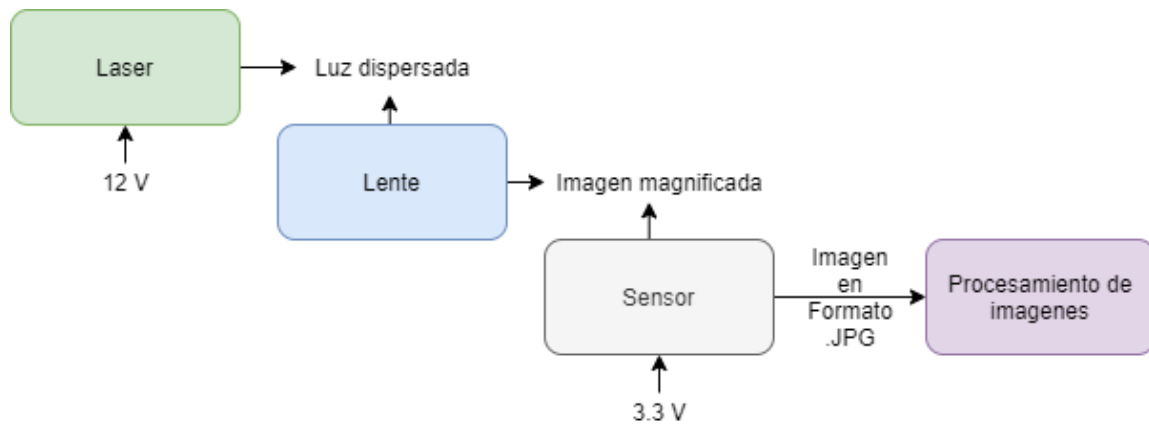 Laser
Luz dispersada
12 V
Lente
Imagen magnificada
Sensor
Imagen
en
Formato
.JPG
Procesamiento de
imagenes
3.3 V